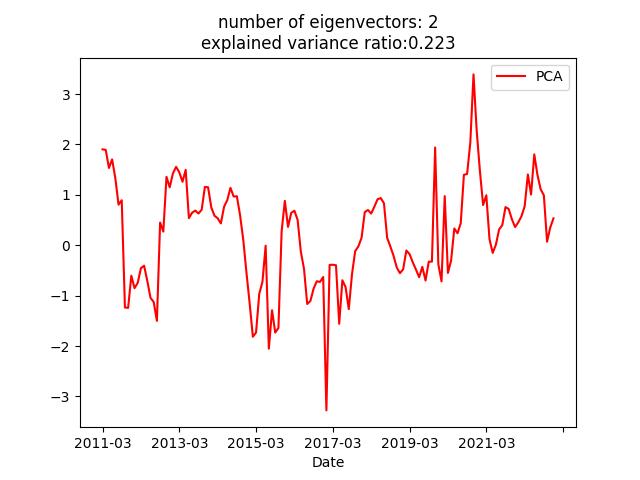 number of eigenvectors: 2
explained variance ratio:0.223
PCA
3
2
1
0
−1
−2
−3
2011-03 2013-03 2015-03 2017-03 2019-03 2021-03
Date